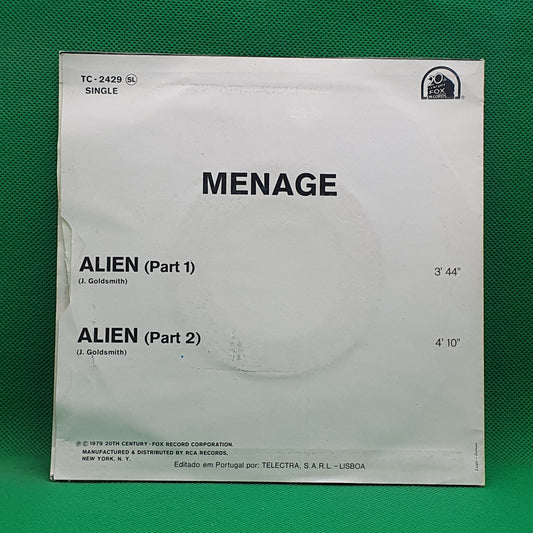 TC - 2429 SL
SINGLE
20
CENTURY
FOX
RECORDS
MENAGE
ALIEN (Part 1) 3' 44"
(J. Goldsmith)
ALIEN (Part 2) 4' 10"
(J. Goldsmith)
Ⓟ © 1979 20TH CENTURY - FOX RECORD CORPORATION.
MANUFACTURED & DISTRIBUTED BY RCA RECORDS,
NEW YORK, N. Y.
Editado em Portugal por: TELECTRA, S. A. R. L. – LISBOA